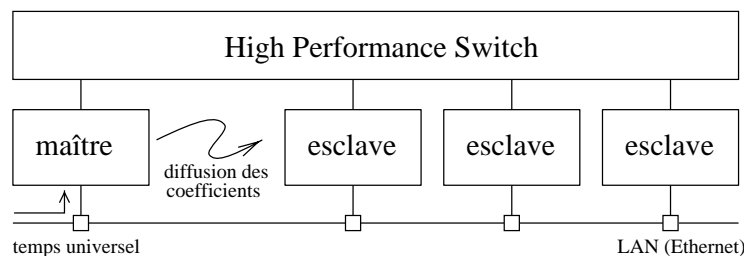 High Performance Switch
maître
esclave
esclave
esclave
diffusion des
coefficients
temps universel
LAN (Ethernet)